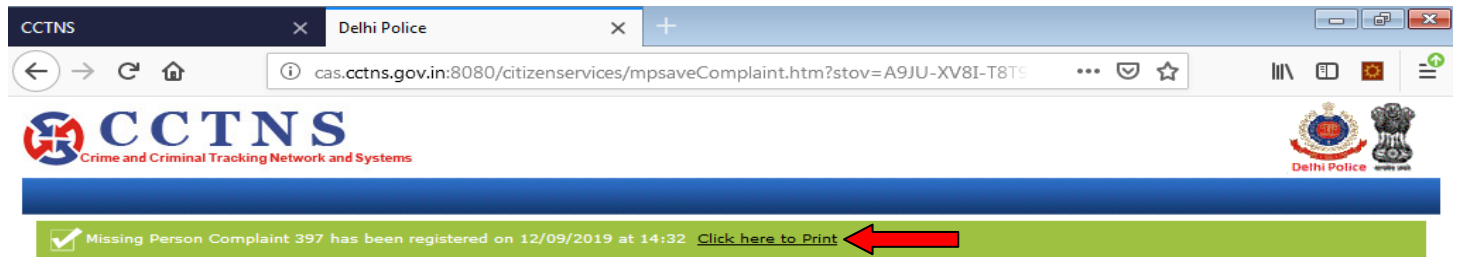 CCTNS
Delhi Police
cas.cctns.gov.in:8080/citizenservices/mpsaveComplaint.htm?stov=A9JU-XV8I-T8T9
CCTNS
Crime and Criminal Tracking Network and Systems
Delhi Police
Missing Person Complaint 397 has been registered on 12/09/2019 at 14:32 Click here to Print